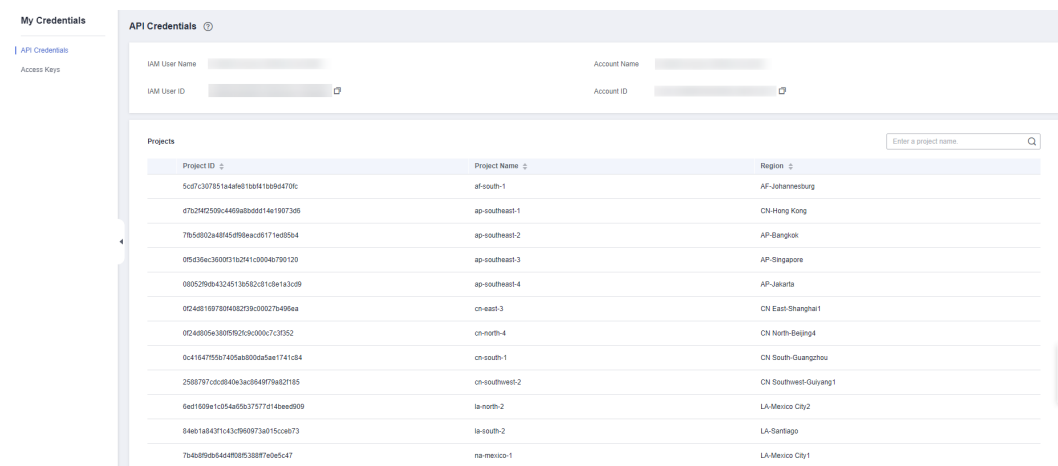 My Credentials
API Credentials
Access Keys
API Credentials
IAM User Name
Account Name
IAM User ID
Account ID
Projects
Enter a project name.
Project ID Project Name Region
5cd7c307851a4afe81bbf41bb9d470fc af-south-1 AF-Johannesburg
d7b2f4f2509c4469a8bddd14e19073d6 ap-southeast-1 CN-Hong Kong
7fb5d802a48f45df98eacd6171ed85b4 ap-southeast-2 AP-Bangkok
0f5d36ec3600f31b2f41c0004b790120 ap-southeast-3 AP-Singapore
08052f9db4324513b582c81c8e1a3cd9 ap-southeast-4 AP-Jakarta
0f24d8169780f4082f39c00027b496ea cn-east-3 CN East-Shanghai1
0f24d805e380f5f92fc9c000c7c3f352 cn-north-4 CN North-Beijing4
0c41647f55b7405ab800da5ae1741c84 cn-south-1 CN South-Guangzhou
2588797cdcd840e3ac8649f79a82f185 cn-southwest-2 CN Southwest-Guiyang1
6ed1609e1c054a65b37577d14beed909 la-north-2 LA-Mexico City2
84eb1a843f1c43cf960973a015cceb73 la-south-2 LA-Santiago
7b4b8f9db64d4ff08f5388ff7e0e5c47 na-mexico-1 LA-Mexico City1